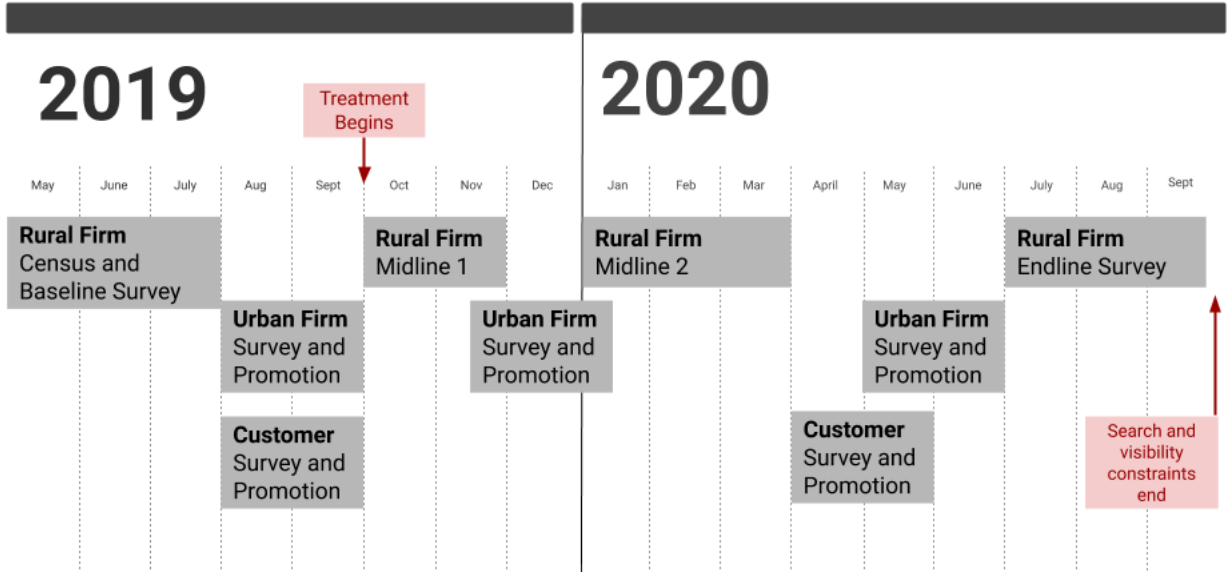 2019
2020
Treatment
Begins
May
June
July
Aug
Sept
Oct
Nov
Dec
Jan
Feb
Mar
April
May
June
July
Aug
Sept
Rural Firm
Census and
Baseline Survey
Rural Firm
Midline 1
Rural Firm
Midline 2
Rural Firm
Endline Survey
Urban Firm
Survey and
Promotion
Urban Firm
Survey and
Promotion
Urban Firm
Survey and
Promotion
Customer
Survey and
Promotion
Customer
Survey and
Promotion
Search and
visibility
constraints
end